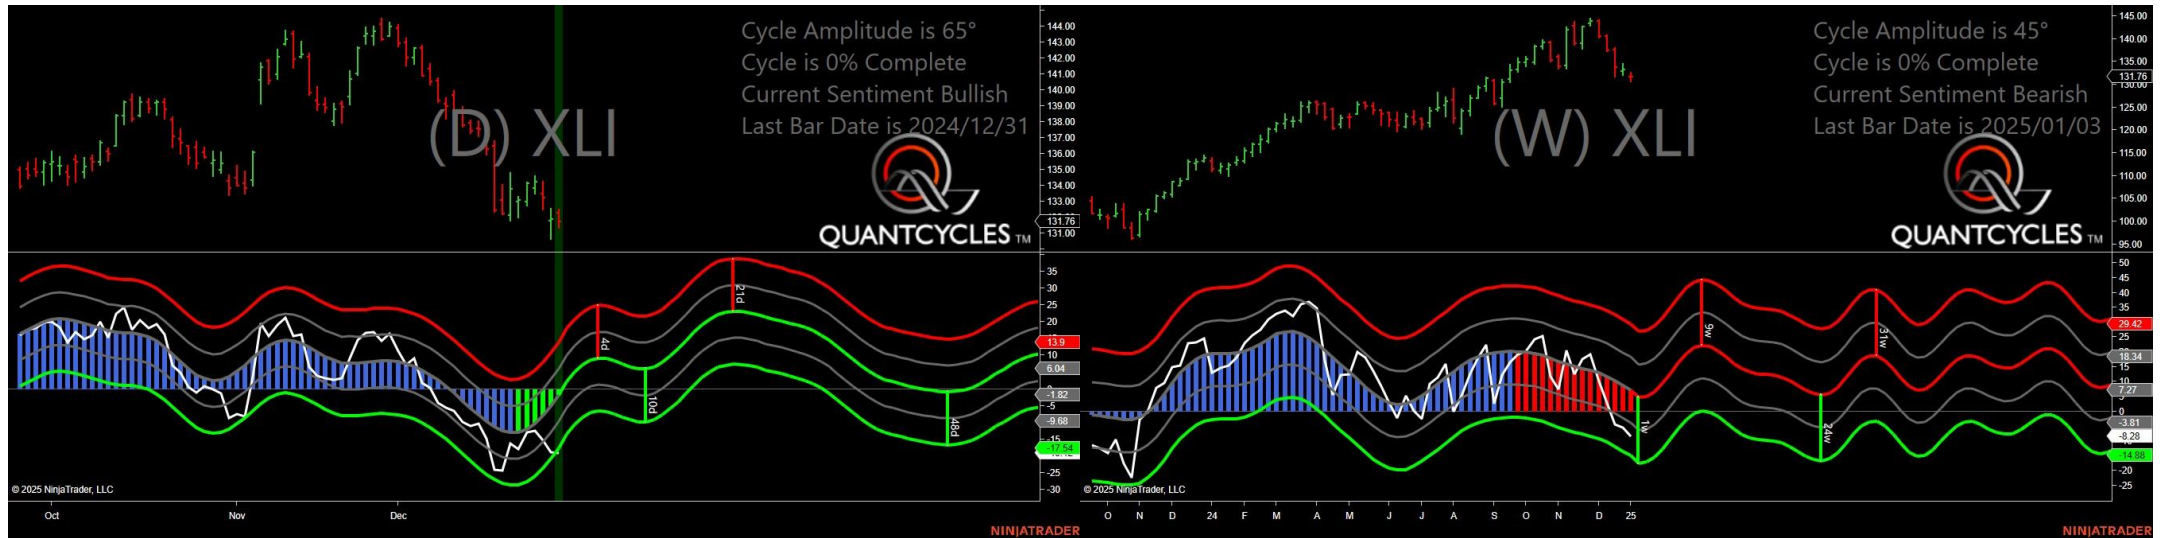 Cycle Amplitude is 65°
Cycle is 0% Complete
Current Sentiment Bullish
Last Bar Date is 2024/12/31
(D) XLI
QUANTCYCLES TM
144.00
143.00
142.00
141.00
140.00
139.00
138.00
137.00
136.00
135.00
134.00
133.00
131.76
131.00
35
30
25
20
13.9
10
6.04
-1.82
-5
-9.68
-15
-17.54
-25
-30
4d
10d
21d
48d
© 2025 NinjaTrader, LLC
Oct
Nov
Dec
NINJATRADER
Cycle Amplitude is 45°
Cycle is 0% Complete
Current Sentiment Bearish
Last Bar Date is 2025/01/03
(W) XLI
QUANTCYCLES TM
145.00
140.00
135.00
131.76
130.00
125.00
120.00
115.00
110.00
105.00
100.00
95.00
50
45
40
35
29.42
25
18.34
15
10
7.27
5
0
-3.81
-8.28
-14.88
-20
-25
1w
9w
24w
31w
© 2025 NinjaTrader, LLC
O N D 24 F M A M J J A S O N D 25
NINJATRADER